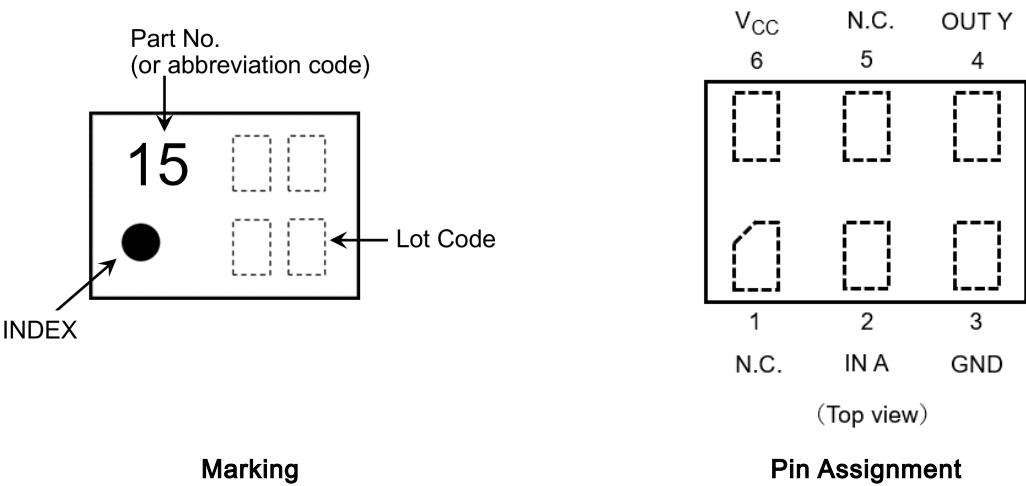 Part No.
(or abbreviation code)
15
Lot Code
INDEX
Marking
VCC N.C. OUT Y
6 5 4
1 2 3
N.C. IN A GND
(Top view)
Pin Assignment